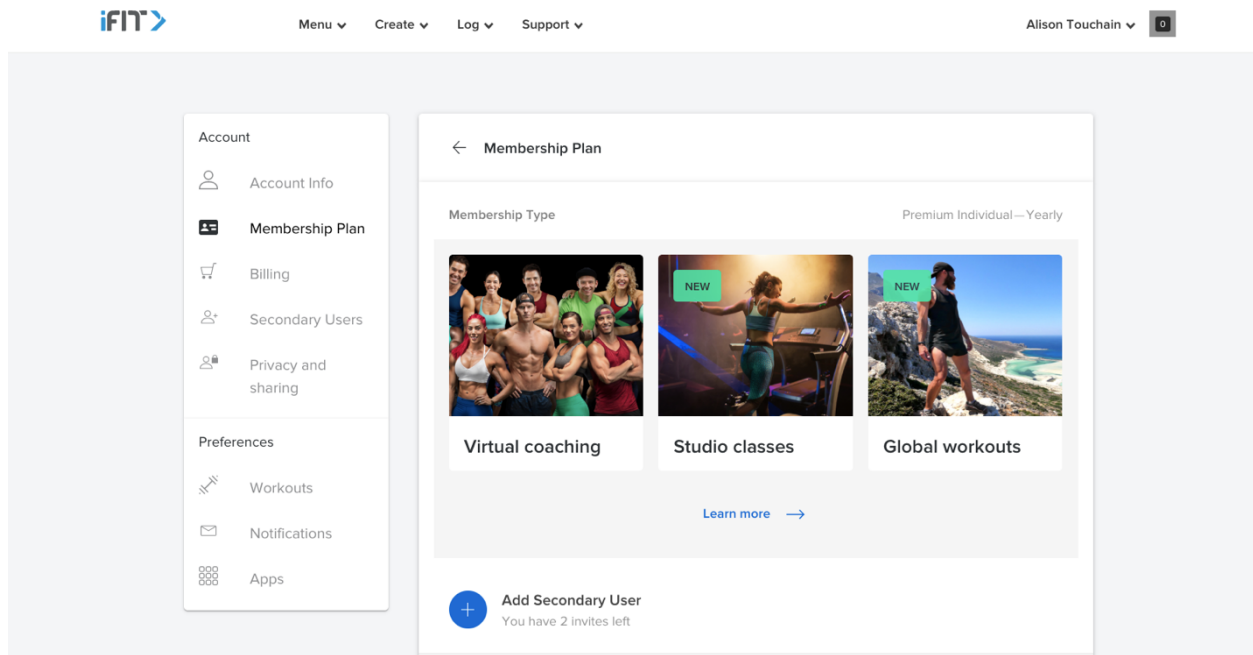 iFIT
Menu Create Log Support Alison Touchain 0
Account
Account Info
Membership Plan
Billing
Secondary Users
Privacy and
sharing
Preferences
Workouts
Notifications
Apps
Membership Plan
Membership Type Premium Individual—Yearly
NEW NEW
Virtual coaching Studio classes Global workouts
Learn more
Add Secondary User
You have 2 invites left